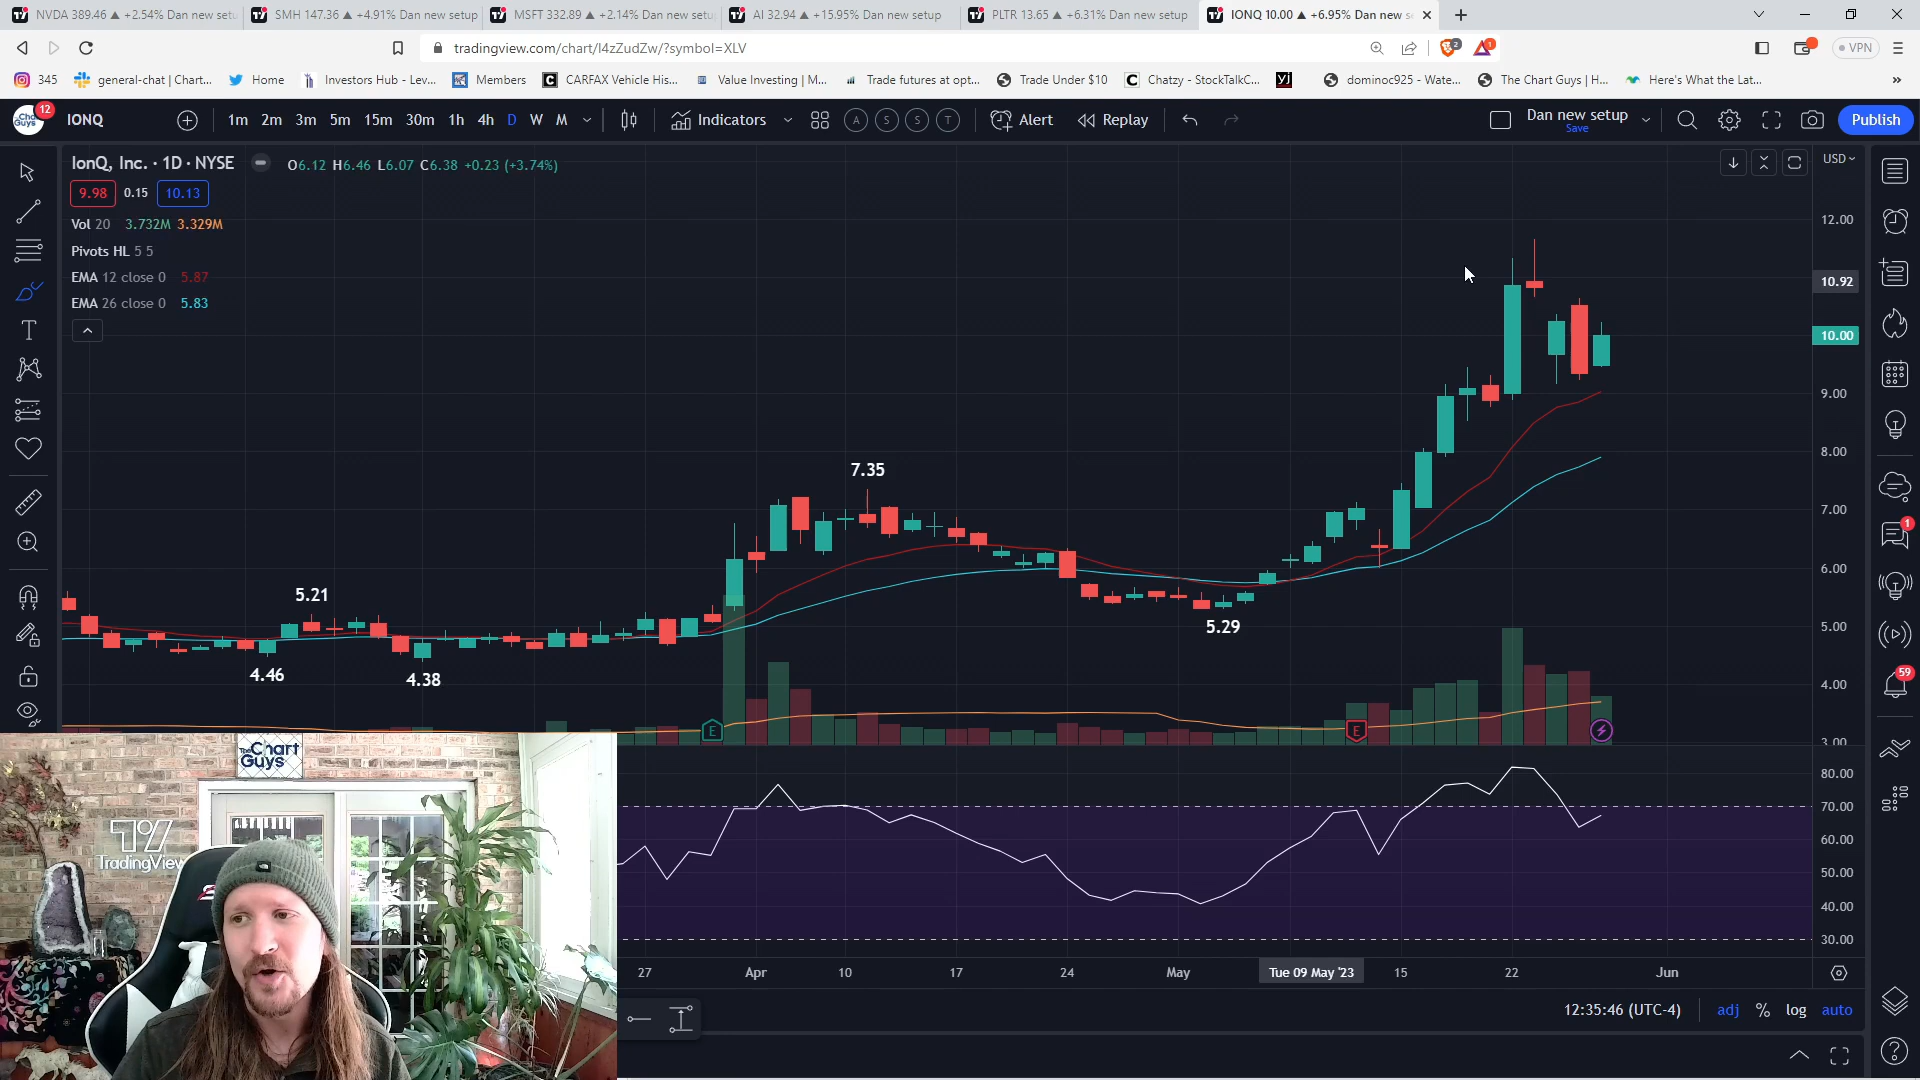 NVDA 389.46 ▲ +2.54% Dan new setu
SMH 147.36 ▲ +4.91% Dan new setup
MSFT 332.89 ▲ +2.14% Dan new setu
AI 32.94 ▲ +15.95% Dan new setup
PLTR 13.65 ▲ +6.31% Dan new setup
IONQ 10.00 ▲ +6.95% Dan new s
tradingview.com/chart/I4zZudZw/?symbol=XLV
2
1
VPN
345
general-chat | Chart...
Home
Investors Hub - Lev...
Members
CARFAX Vehicle His...
Value Investing | M...
Trade futures at opt...
Trade Under $10
Chatzy - StockTalkC...
dominoc925 - Wate...
The Chart Guys | H...
Here's What the Lat...
12
IONQ
1m 2m 3m 5m 15m 30m 1h 4h D W M
Indicators
A S S T
Alert
Replay
Dan new setup
Save
Publish
IonQ, Inc. · 1D · NYSE
O6.12 H6.46 L6.07 C6.38 +0.23 (+3.74%)
USD
9.98 0.15 10.13
Vol 20 3.732M 3.329M
Pivots HL 5 5
EMA 12 close 0 5.87
EMA 26 close 0 5.83
12.00
10.92
10.00
9.00
8.00
7.00
6.00
5.00
4.00
3.00
7.35
5.21
5.29
4.46
4.38
E
E
1
59
80.00
70.00
60.00
50.00
40.00
30.00
The Chart
Guys
TradingView
27 Apr 10 17 24 May Tue 09 May '23 15 22 Jun
12:35:46 (UTC-4)
adj % log auto